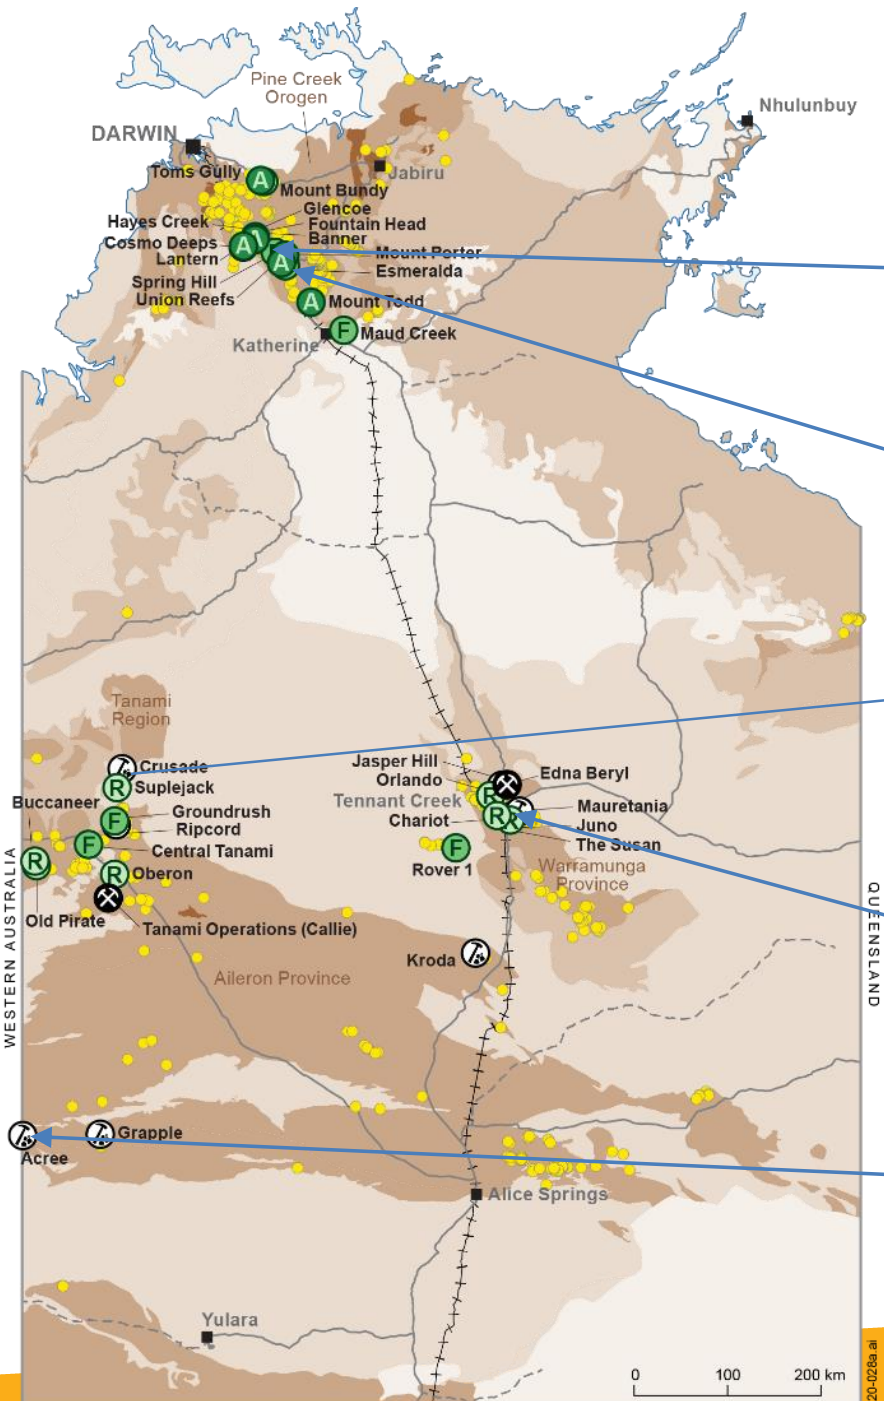 Pine Creek
Orogen
Nhulunbuy
DARWIN
Toms Gully
A
Jabiru
Mount Bundy
Glencoe
Hayes Creek
Fountain Head
Cosmo Deeps
A
Banner
Lantern
A
Mount Porter
Esmeralda
Spring Hill
Union Reefs
A
Mount Todd
F
Maud Creek
Katherine
Tanami
Region
Crusade
R
Suplejack
Buccaneer
F
Groundrush
Ripcord
F
Central Tanami
R
R
Oberon
Old Pirate
Tanami Operations (Callie)
Jasper Hill
Orlando
Edna Beryl
R
Tennant Creek
Mauretania
Chariot
R
R
Juno
The Susan
F
Rover 1
Warramunga
Province
Kroda
Aileron Province
WESTERN AUSTRALIA
QUEENSLAND
Grapple
Acree
Alice Springs
Yulara
0
100
200 km
20-028a.ai